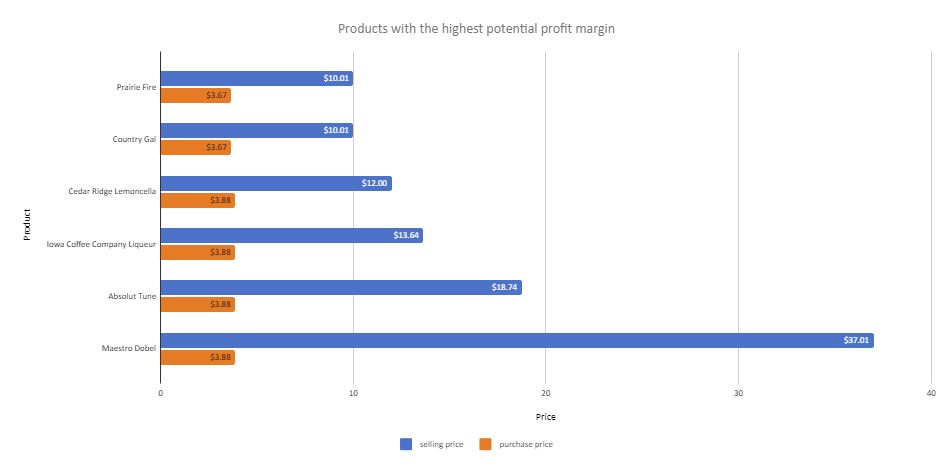 Products with the highest potential profit margin
Product
Prairie Fire
$10.01
$3.67
Country Gal
$10.01
$3.67
Cedar Ridge Lemoncella
$12.00
$3.88
Iowa Coffee Company Liqueur
$13.64
$3.88
Absolut Tune
$18.74
$3.88
Maestro Dobel
$37.01
$3.88
0 10 20 30 40
Price
selling price purchase price